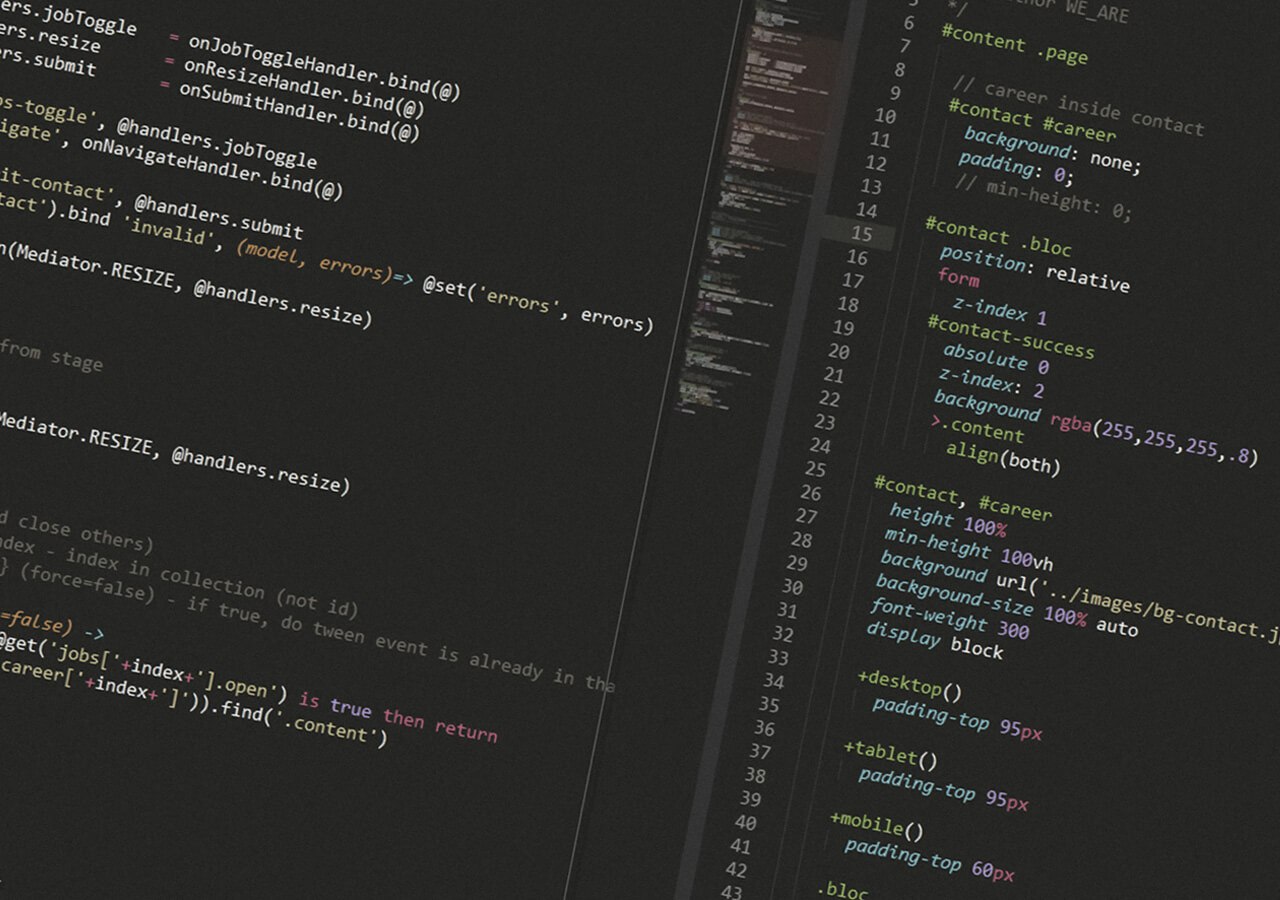 ers.jobToggle = onJobToggleHandler.bind(@)
ers.resize = onResizeHandler.bind(@)
rs.submit = onSubmitHandler.bind(@)
bs-toggle', @handlers.jobToggle
igate', onNavigateHandler.bind(@)
it-contact', @handlers.submit
tact').bind 'invalid', (model, errors)=> @set('errors', errors)
n(Mediator.RESIZE, @handlers.resize)
from stage
Mediator.RESIZE, @handlers.resize)
d close others)
ndex - index in collection (not id)
} (force=false) - if true, do tween event is already in tha
=false) ->
@get('jobs['+index+'].open') is true then return
career['+index+']')).find('.content')
5 */
6 #content .page
7
8 // career inside contact
9 #contact #career
10 background: none;
11 padding: 0;
12 // min-height: 0;
13
14 #contact .bloc
15 position: relative
16 form
17 z-index 1
18 #contact-success
19 absolute 0
20 z-index: 2
21 background rgba(255,255,255,.8)
22 >.content
23 align(both)
24
25 #contact, #career
26 height 100%
27 min-height 100vh
28 background url('../images/bg-contact.j
29 background-size 100% auto
30 font-weight 300
31 display block
32
33 +desktop()
34 padding-top 95px
35
36 +tablet()
37 padding-top 95px
38
39 +mobile()
40 padding-top 60px
41
42 .bloc
43